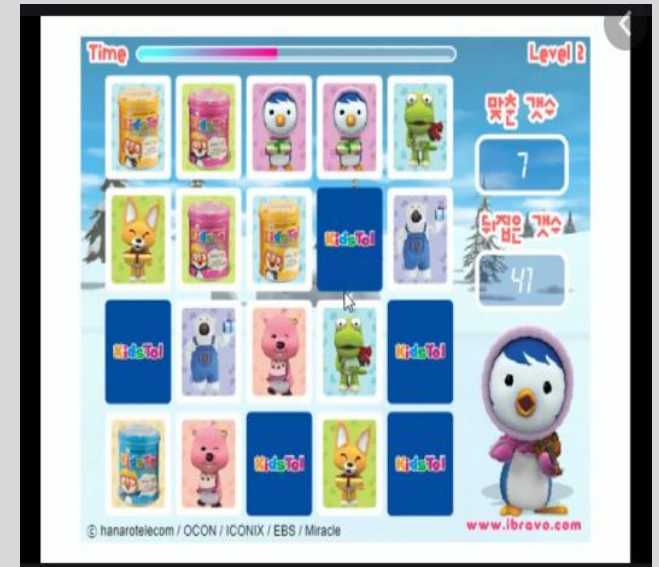 Time
Level 2
맞춘 갯수
7
뒤집은 갯수
41
KidsTol
KidsTol
KidsTol
KidsTol
KidsTol
© hanarotelecom / OCON / ICONIX / EBS / Miracle
www.ibravo.com